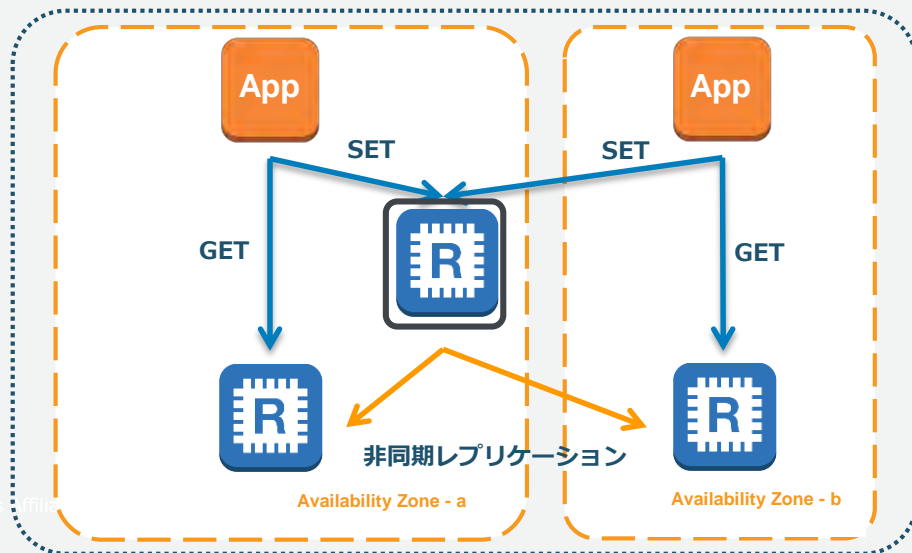 App
App
SET
SET
R
GET
GET
R
R
非同期レプリケーション
Availability Zone - a
Availability Zone - b